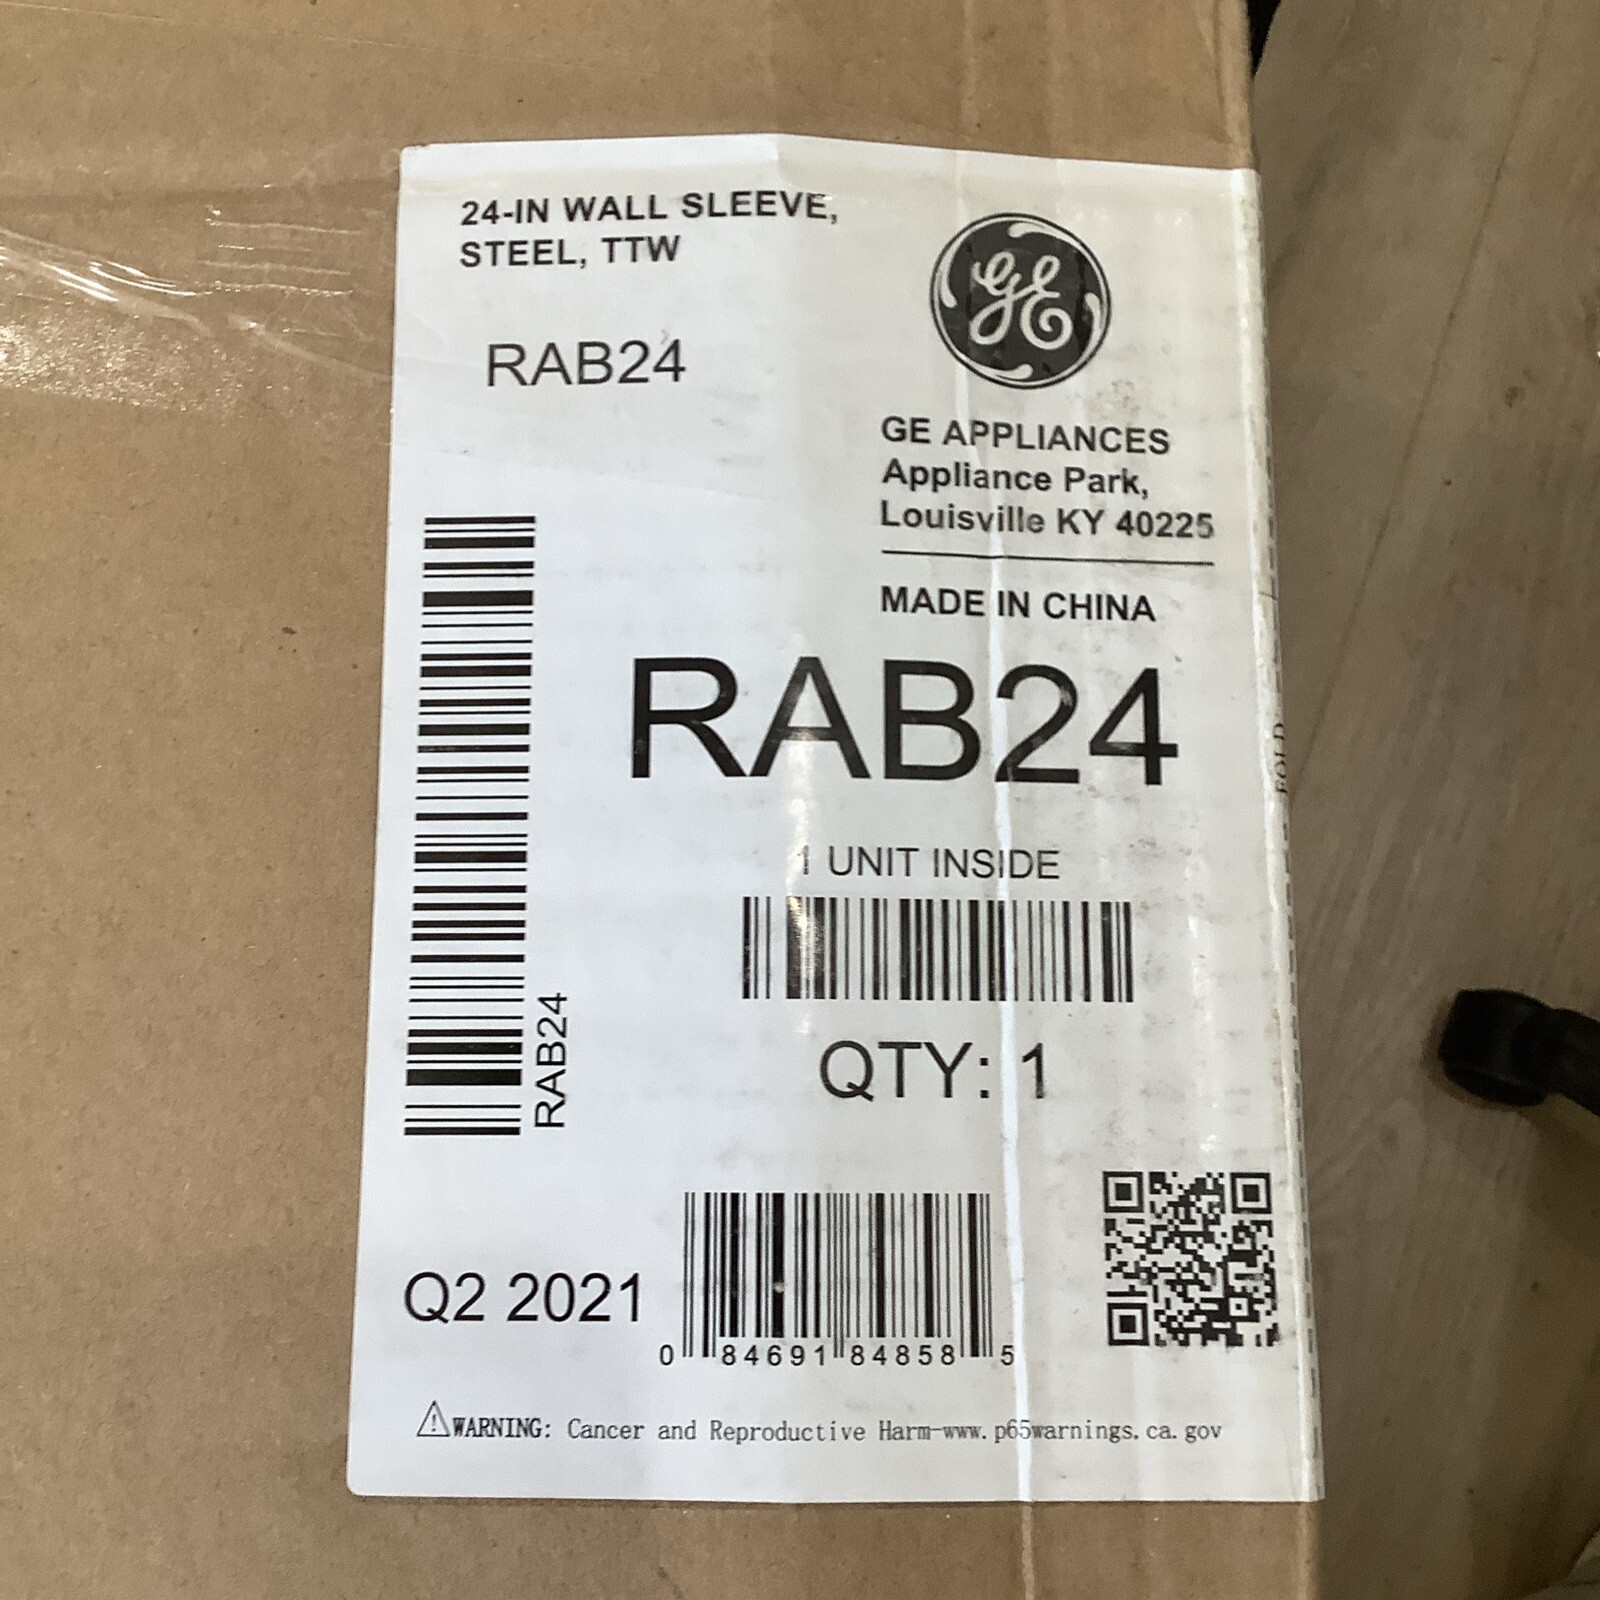 24-IN WALL SLEEVE,
STEEL, TTW
RAB24
GE
GE APPLIANCES
Appliance Park,
Louisville KY 40225
MADE IN CHINA
RAB24
1 UNIT INSIDE
QTY: 1
RAB24
Q2 2021
0 84691 84858 5
WARNING: Cancer and Reproductive Harm-www.p65warnings.ca.gov
FOLD